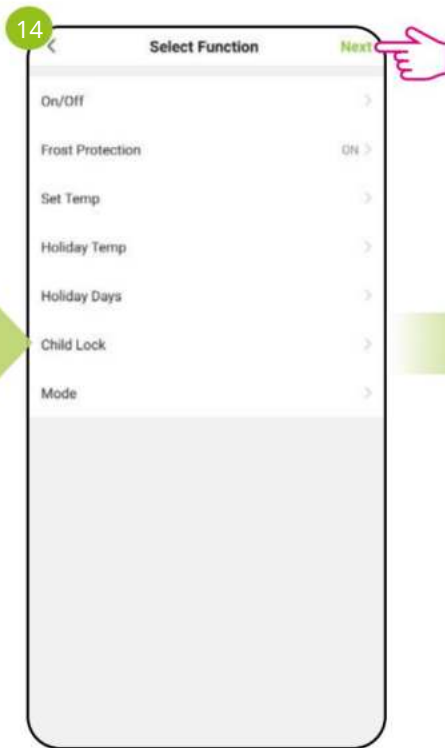 14
Select Function Next
On/Off
Frost Protection ON
Set Temp
Holiday Temp
Holiday Days
Child Lock
Mode